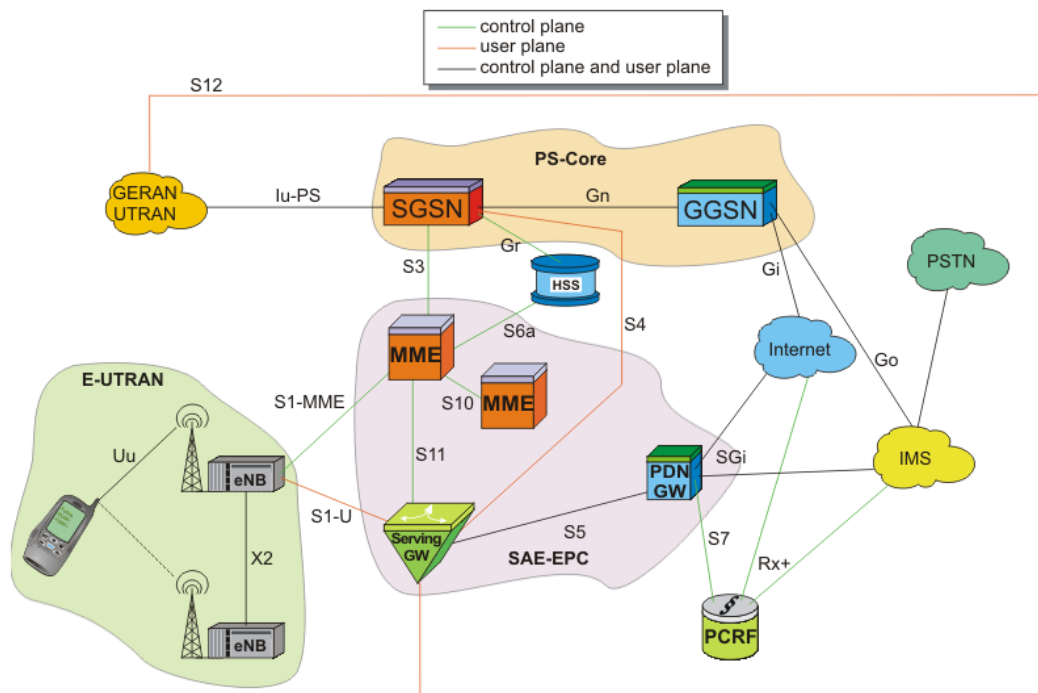 control plane
user plane
control plane and user plane
S12
PS-Core
GERAN
UTRAN
Iu-PS
SGSN
Gn
GGSN
Gr
S3
HSS
Gi
PSTN
S4
S6a
MME
Internet
Go
E-UTRAN
S1-MME
S10
MME
Uu
S11
eNB
SGi
PDN
GW
IMS
S1-U
Serving
GW
S5
S7
SAE-EPC
X2
Rx+
PCRF
eNB